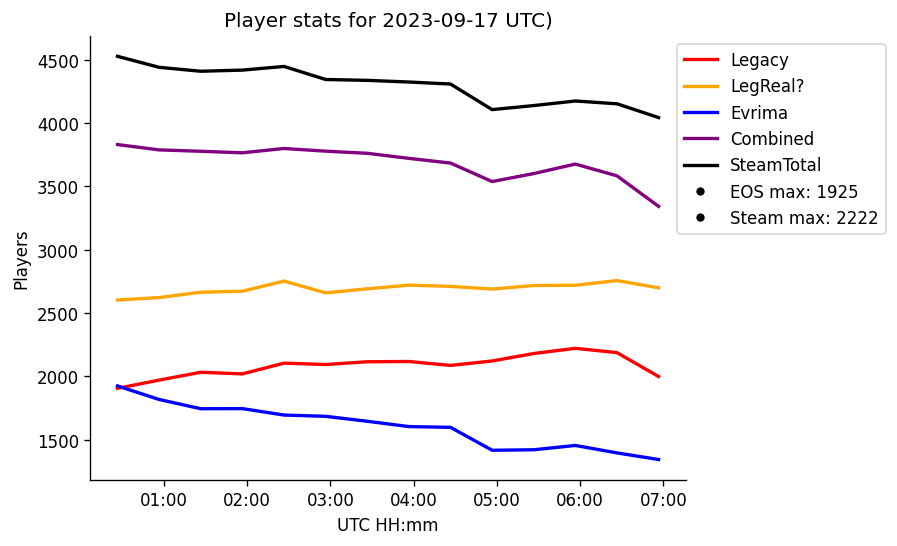 Player stats for 2023-09-17 UTC)
4500
4000
3500
3000
2500
2000
1500
Players
01:00 02:00 03:00 04:00 05:00 06:00 07:00
UTC HH:mm
Legacy
LegReal?
Evrima
Combined
SteamTotal
EOS max: 1925
Steam max: 2222